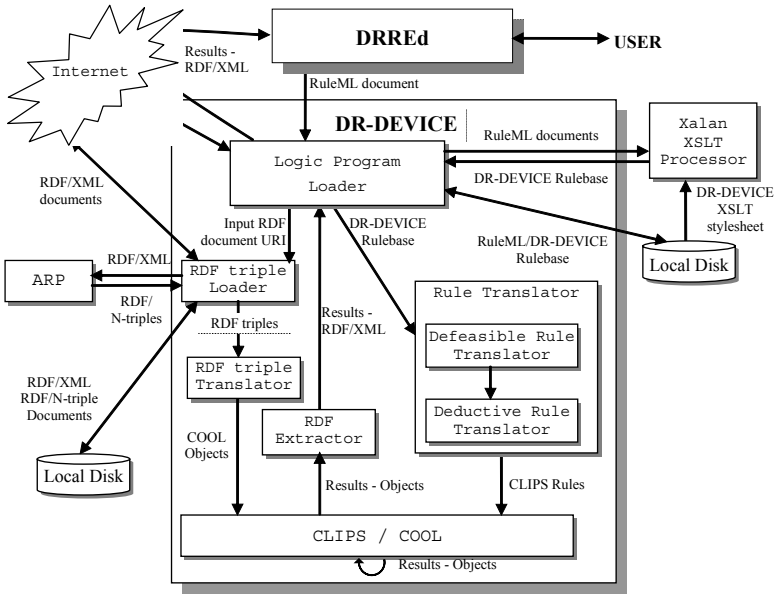 DRREd
USER
Internet
Results -
RDF/XML
RuleML document
DR-DEVICE
RuleML documents
Xalan
XSLT
Processor
Logic Program
Loader
DR-DEVICE Rulebase
RDF/XML
documents
DR-DEVICE
XSLT
stylesheet
Input RDF
document URI
DR-DEVICE
Rulebase
RuleML/DR-DEVICE
Rulebase
Local Disk
RDF/XML
ARP
RDF triple
Loader
RDF/
N-triples
Rule Translator
Results -
RDF/XML
RDF triples
Defeasible Rule
Translator
RDF triple
Translator
RDF/XML
RDF/N-triple
Documents
Deductive Rule
Translator
RDF
Extractor
COOL
Objects
Local Disk
Results - Objects
CLIPS Rules
CLIPS / COOL
Results - Objects